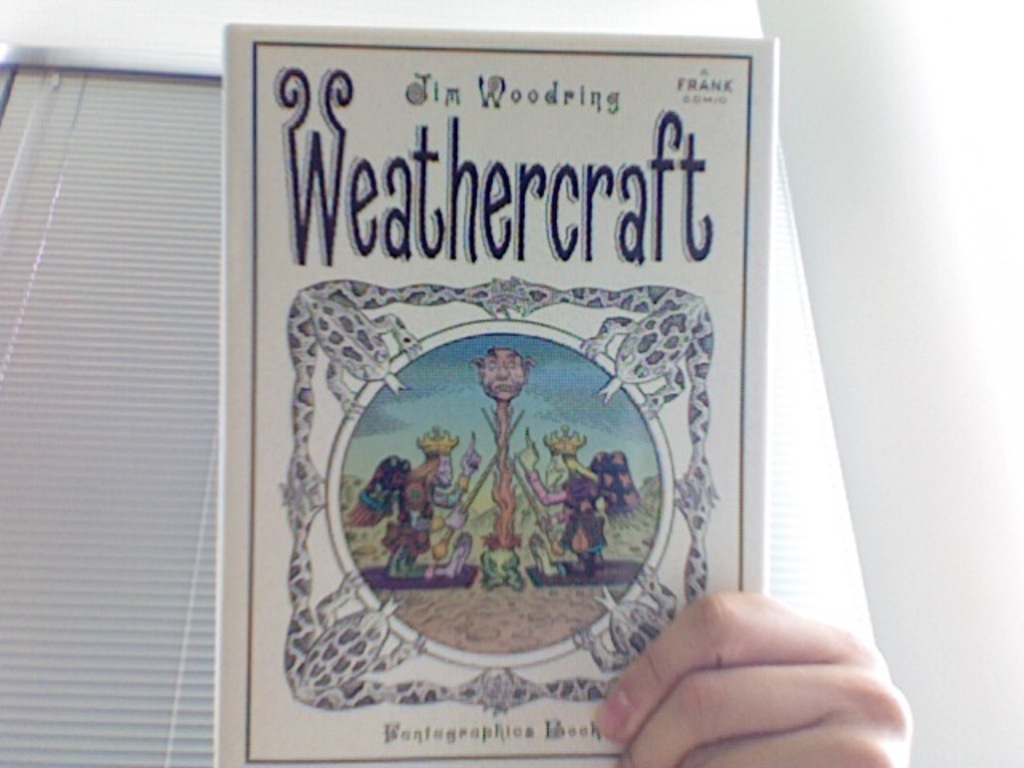 Jim Woodring
A
FRANK
COMIC
Weathercraft
Fantagraphics Book